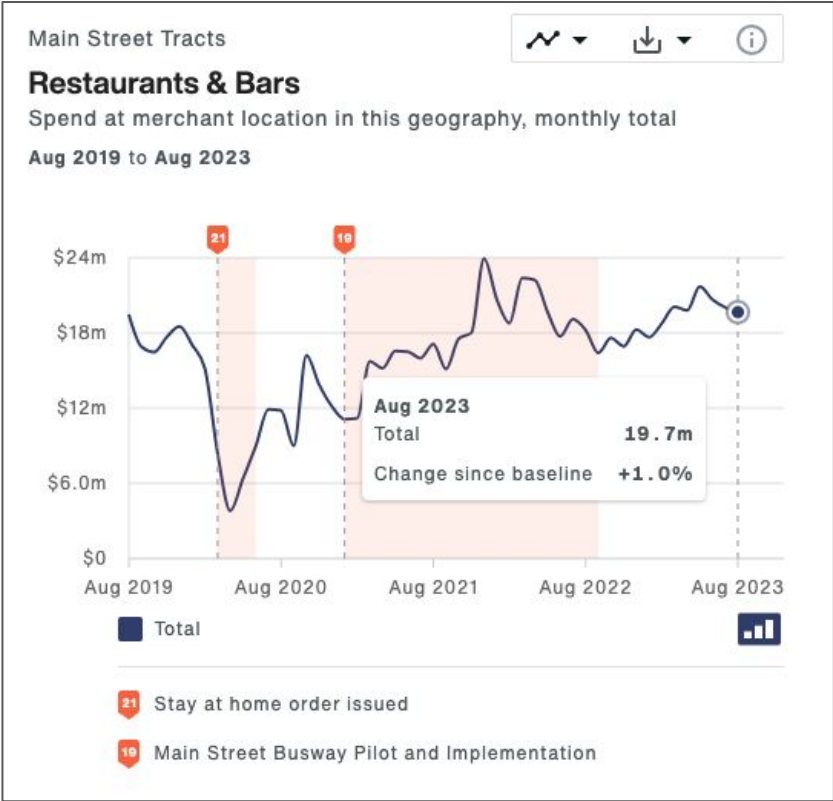 Main Street Tracts
Restaurants & Bars
Spend at merchant location in this geography, monthly total
Aug 2019 to Aug 2023
21 19
$24m
$18m
$12m
$6.0m
$0
Aug 2023
Total 19.7m
Change since baseline +1.0%
Aug 2019 Aug 2020 Aug 2021 Aug 2022 Aug 2023
Total
21 Stay at home order issued
19 Main Street Busway Pilot and Implementation